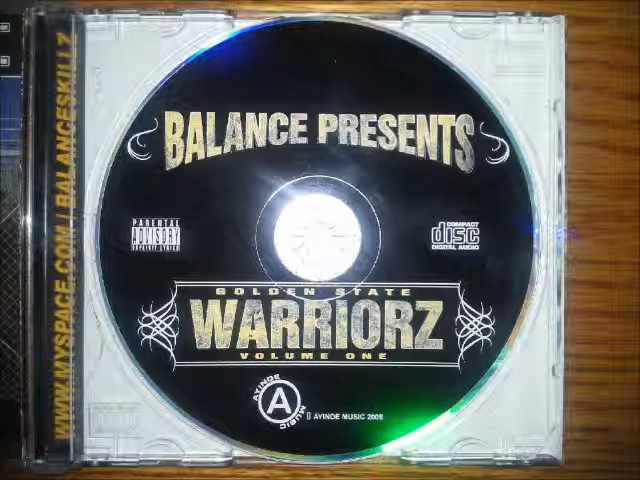 WWW.MYSPACE.COM/BALANCESKILLZ
BALANCE PRESENTS
PARENTAL
ADVISORY
EXPLICIT LYRICS
COMPACT
disc
DIGITAL AUDIO
GOLDEN STATE
WARRIORZ
VOLUME ONE
AYINDE
A
MUSIC
AYINDE MUSIC 2008